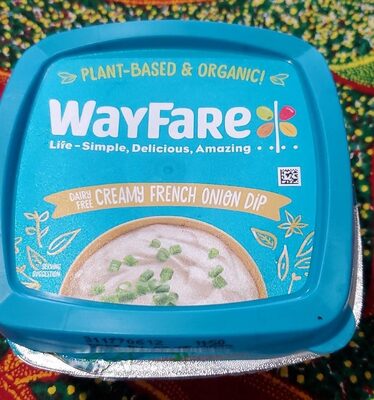 PLANT-BASED & ORGANIC!
WAYFARE
Life - Simple, Delicious, Amazing
DAIRY FREE CREAMY FRENCH ONION DIP
SERVING
SUGGESTION